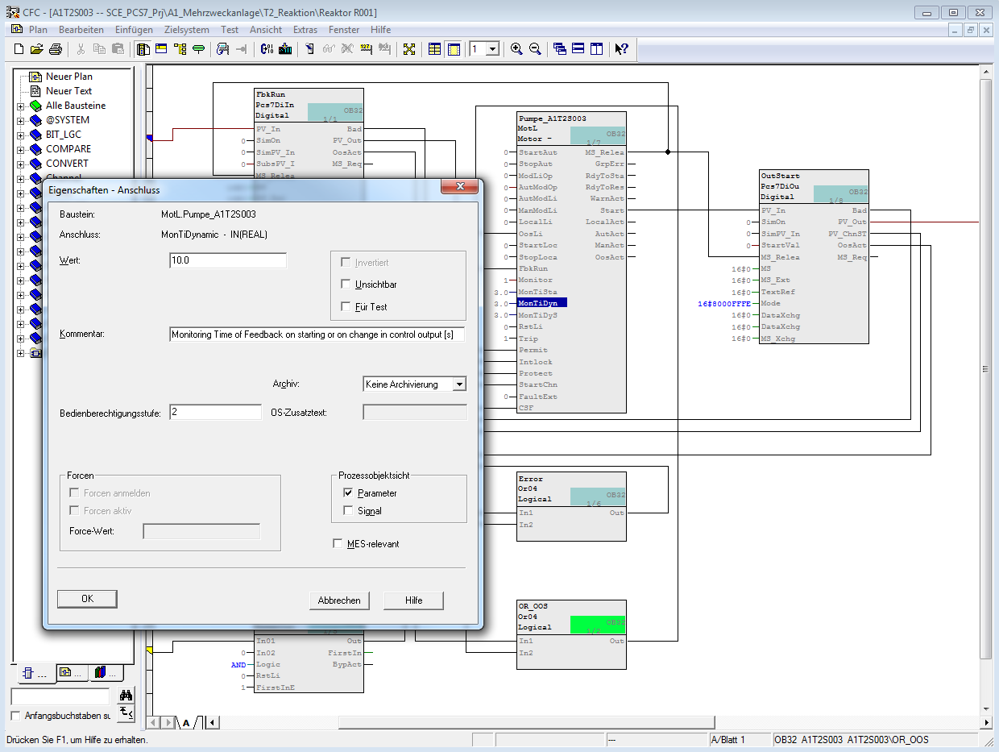 CFC - [A1T2S003 -- SCE_PCS7_Prj\A1_Mehrzweckanlage\T2_Reaktion\Reaktor R001]
Plan Bearbeiten Einfügen Zielsystem Test Ansicht Extras Fenster Hilfe
1
Neuer Plan
Neuer Text
Alle Bausteine
@SYSTEM
BIT_LGC
COMPARE
CONVERT
Channel
FbkRun
Pcs7DiIn
Digital
OB32
1/1
PV_In Bad
0 SimOn PV_Out
0 SimPV_In OosAct
0 SubsPV_I MS_Req
MS_Relea
Pumpe_A1T2S003
MotL
Motor -
OB32
1/7
0 StartAut MS_Relea
0 StopAut GrpErr
0 ModLiOp RdyToSta
0 AutModOp RdyToRes
0 AutModLi WarnAct
0 ManModLi Start
0 LocalLi LocalAct
OosLi AutAct
0 StartLoc ManAct
0 StopLoca OosAct
FbkRun
1 Monitor
3.0 MonTiSta
3.0 MonTiDyn
3.0 MonTiDyS
0 RstLi
1 Trip
Permit
Intlock
Protect
StartChn
0 FaultExt
CSF
OutStart
Pcs7DiOu
Digital
OB32
1/8
PV_In Bad
0 SimOn PV_Out
0 SimPV_In PV_ChnST
0 StartVal OosAct
MS_Relea MS_Req
16#0 MS
16#0 MS_Ext
16#0 TextRef
16#8000FFFE Mode
16#0 DataXchg
16#0 DataXchg
16#0 MS_Xchg
Eigenschaften - Anschluss
Baustein: MotL.Pumpe_A1T2S003
Anschluss: MonTiDynamic - IN(REAL)
Wert: 10.0
Invertiert
Unsichtbar
Für Test
Kommentar: Monitoring Time of Feedback on starting or on change in control output [s]
Archiv: Keine Archivierung
Bedienberechtigungsstufe: 2 OS-Zusatztext:
Forcen
Forcen anmelden
Forcen aktiv
Force-Wert:
Prozessobjektsicht
Parameter
Signal
MES-relevant
OK Abbrechen Hilfe
Error
Or04
Logical
OB32
1/6
In1 Out
In2
OR_OOS
Or04
Logical
OB32
1/2
In1 Out
In2
In01 Out
0 In02 FirstIn
AND Logic BypAct
0 RstLi
1 FirstInE
... ... ...
Anfangsbuchstaben su
A
Drücken Sie F1, um Hilfe zu erhalten. --- A/Blatt 1 OB32 A1T2S003 A1T2S003\OR_OOS